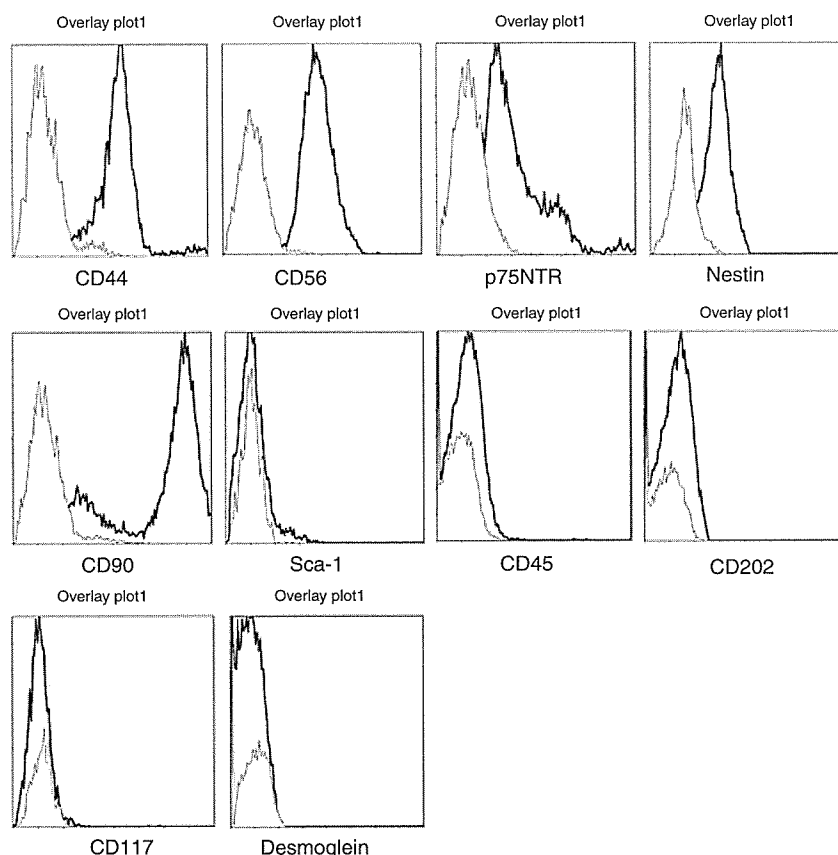 Overlay plot1
Overlay plot1
Overlay plot1
Overlay plot1
CD44
CD56
p75NTR
Nestin
Overlay plot1
Overlay plot1
Overlay plot1
Overlay plot1
CD90
Sca-1
CD45
CD202
Overlay plot1
Overlay plot1
CD117
Desmoglein